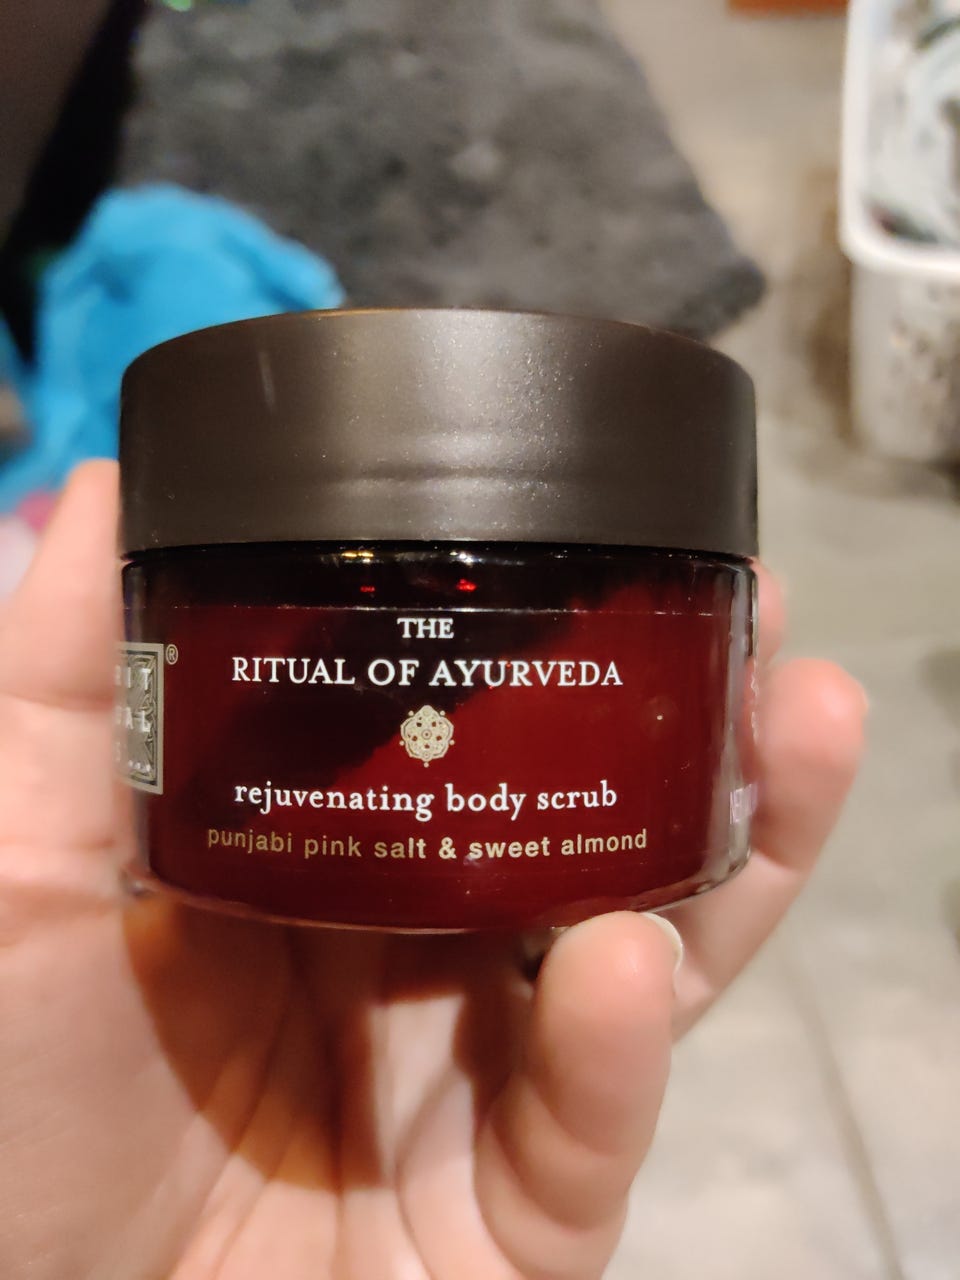 THE
RITUAL OF AYURVEDA
rejuvenating body scrub
punjabi pink salt & sweet almond
®